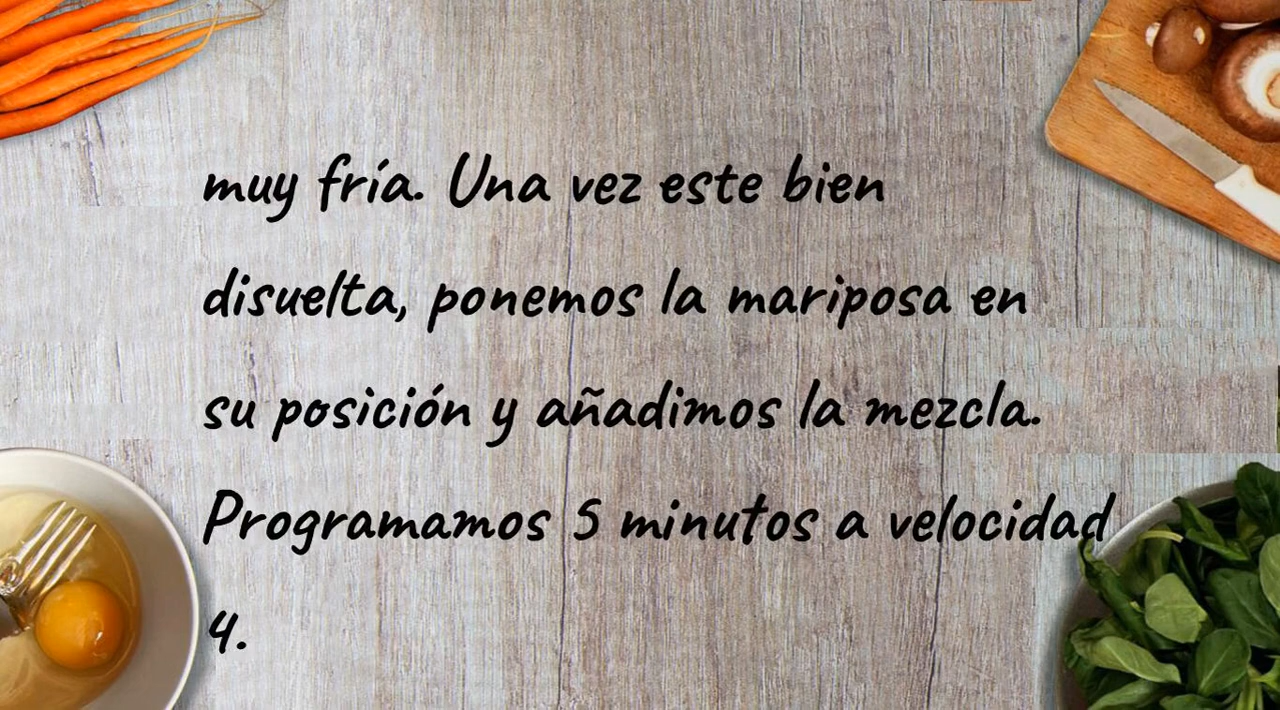 muy fría. Una vez este bien
disuelta, ponemos la mariposa en
su posición y añadimos la mezcla.
Programamos 5 minutos a velocidad
4.